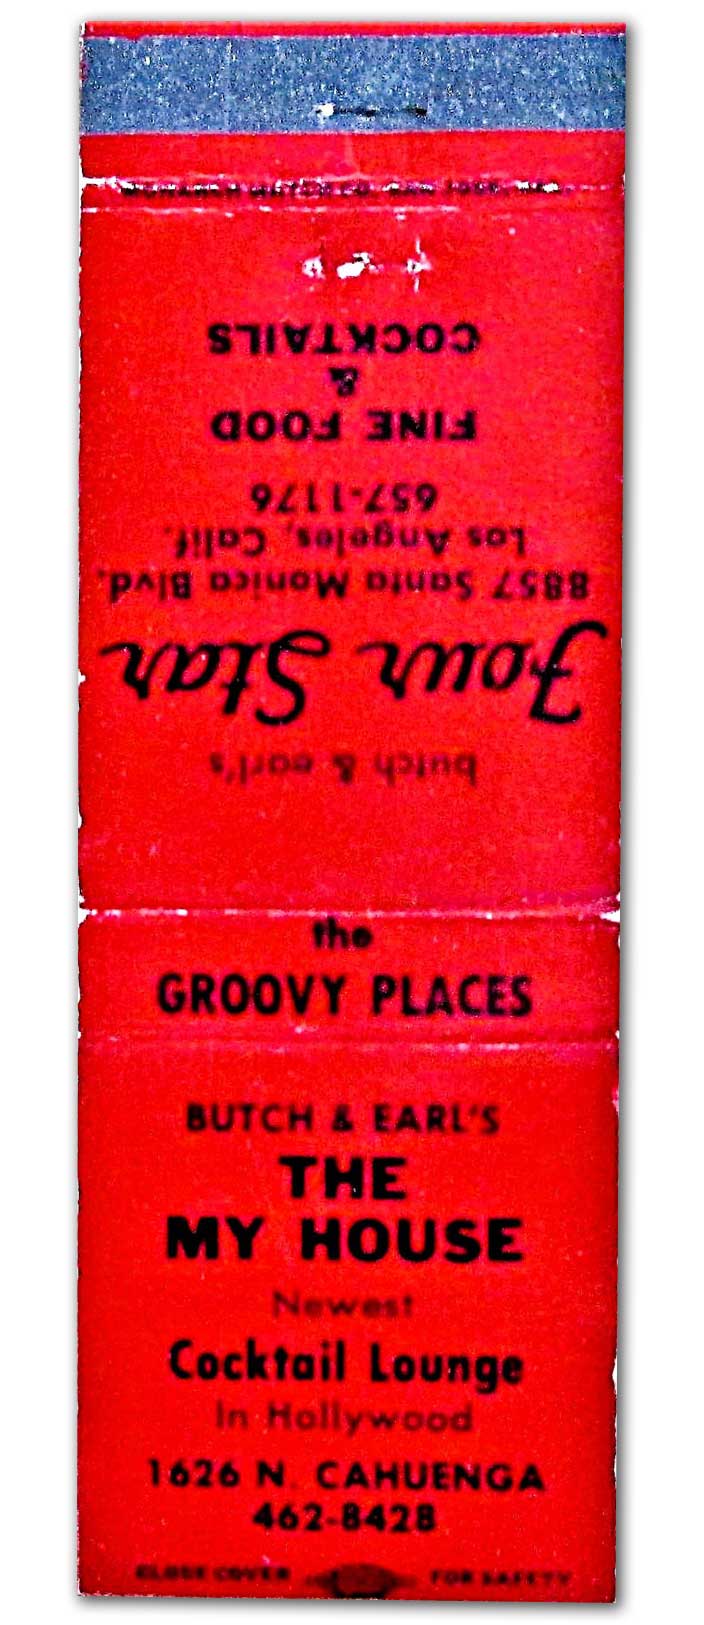 COCKTAILS
&
FINE FOOD
657-1176
Los Angeles, Calif.
8857 Santa Monica Blvd.
Four Star
butch & earl's
the
GROOVY PLACES
BUTCH & EARL'S
THE
MY HOUSE
Newest
Cocktail Lounge
In Hollywood
1626 N. CAHUENGA
462-8428
CLOSE COVER FOR SAFETY